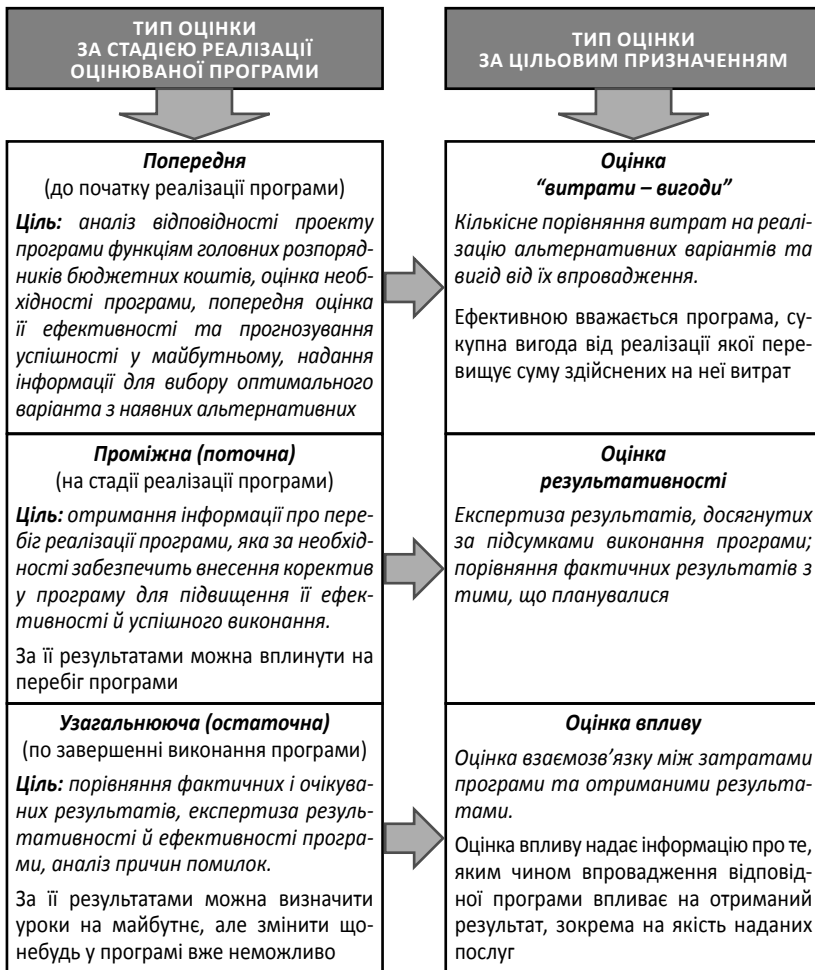 ТИП ОЦІНКИ
ЗА СТАДІЄЮ РЕАЛІЗАЦІЇ
ОЦІНЮВАНОЇ ПРОГРАМИ
Попередня
(до початку реалізації програми)
Ціль: аналіз відповідності проекту
програми функціям головних розпоряд-
ників бюджетних коштів, оцінка необ-
хідності програми, попередня оцінка
її ефективності та прогнозування
успішності у майбутньому, надання
інформації для вибору оптимального
варіанта з наявних альтернативних
Проміжна (поточна)
(на стадії реалізації програми)
Ціль: отримання інформації про пере-
біг реалізації програми, яка за необхід-
ності забезпечить внесення коректив
у програму для підвищення її ефек-
тивності й успішного виконання.
За її результатами можна вплинути на
перебіг програми
Узагальнююча (остаточна)
(по завершенні виконання програми)
Ціль: порівняння фактичних і очікува-
них результатів, експертиза резуль-
тативності й ефективності програ-
ми, аналіз причин помилок.
За її результатами можна визначити
уроки на майбутнє, але змінити що-
небудь у програмі вже неможливо
ТИП ОЦІНКИ
ЗА ЦІЛЬОВИМ ПРИЗНАЧЕННЯМ
Оцінка
"витрати – вигоди"
Кількісне порівняння витрат на реалі-
зацію альтернативних варіантів та
вигід від їх впровадження.
Ефективною вважається програма, су-
купна вигода від реалізації якої пере-
вищує суму здійснених на неї витрат
Оцінка
результативності
Експертиза результатів, досягнутих
за підсумками виконання програми;
порівняння фактичних результатів з
тими, що планувалися
Оцінка впливу
Оцінка взаємозв'язку між затратами
програми та отриманими результа-
тами.
Оцінка впливу надає інформацію про те,
яким чином впровадження відповід-
ної програми впливає на отриманий
результат, зокрема на якість наданих
послуг